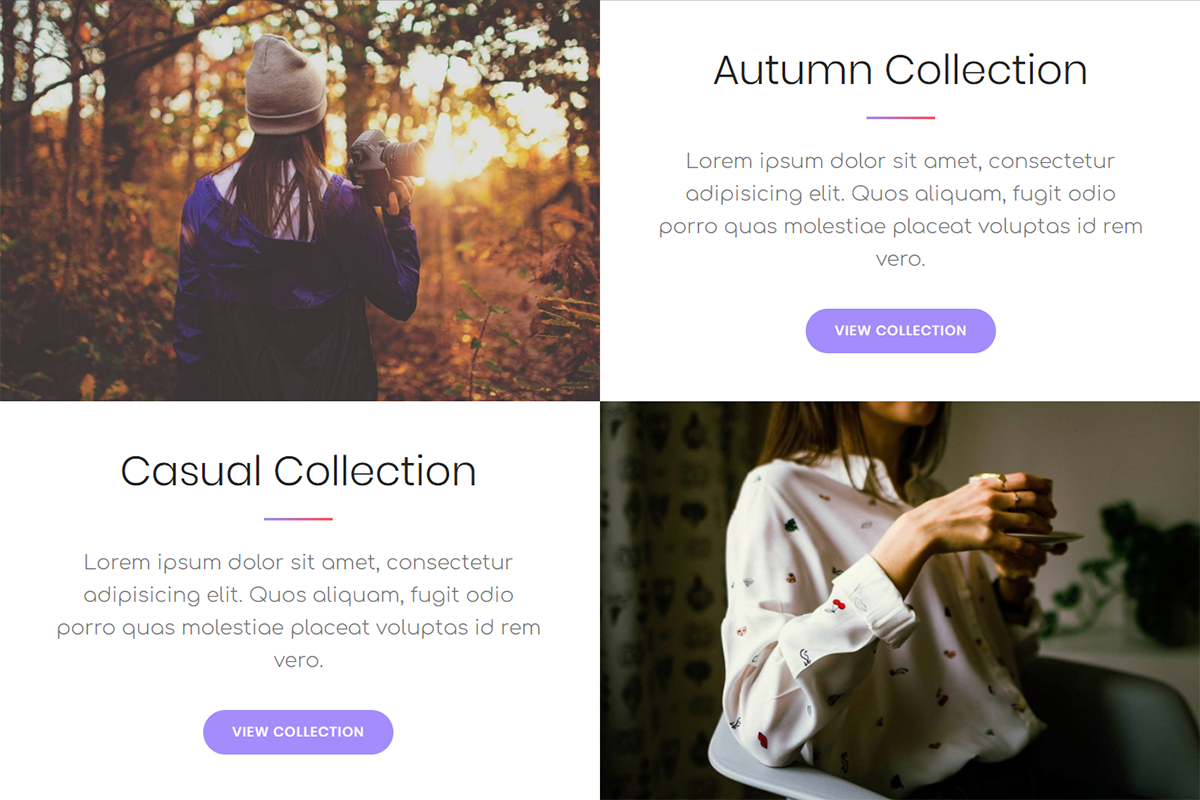 Autumn Collection
Lorem ipsum dolor sit amet, consectetur
adipisicing elit. Quos aliquam, fugit odio
porro quas molestiae placeat voluptas id rem
vero.
VIEW COLLECTION
Casual Collection
Lorem ipsum dolor sit amet, consectetur
adipisicing elit. Quos aliquam, fugit odio
porro quas molestiae placeat voluptas id rem
vero.
VIEW COLLECTION